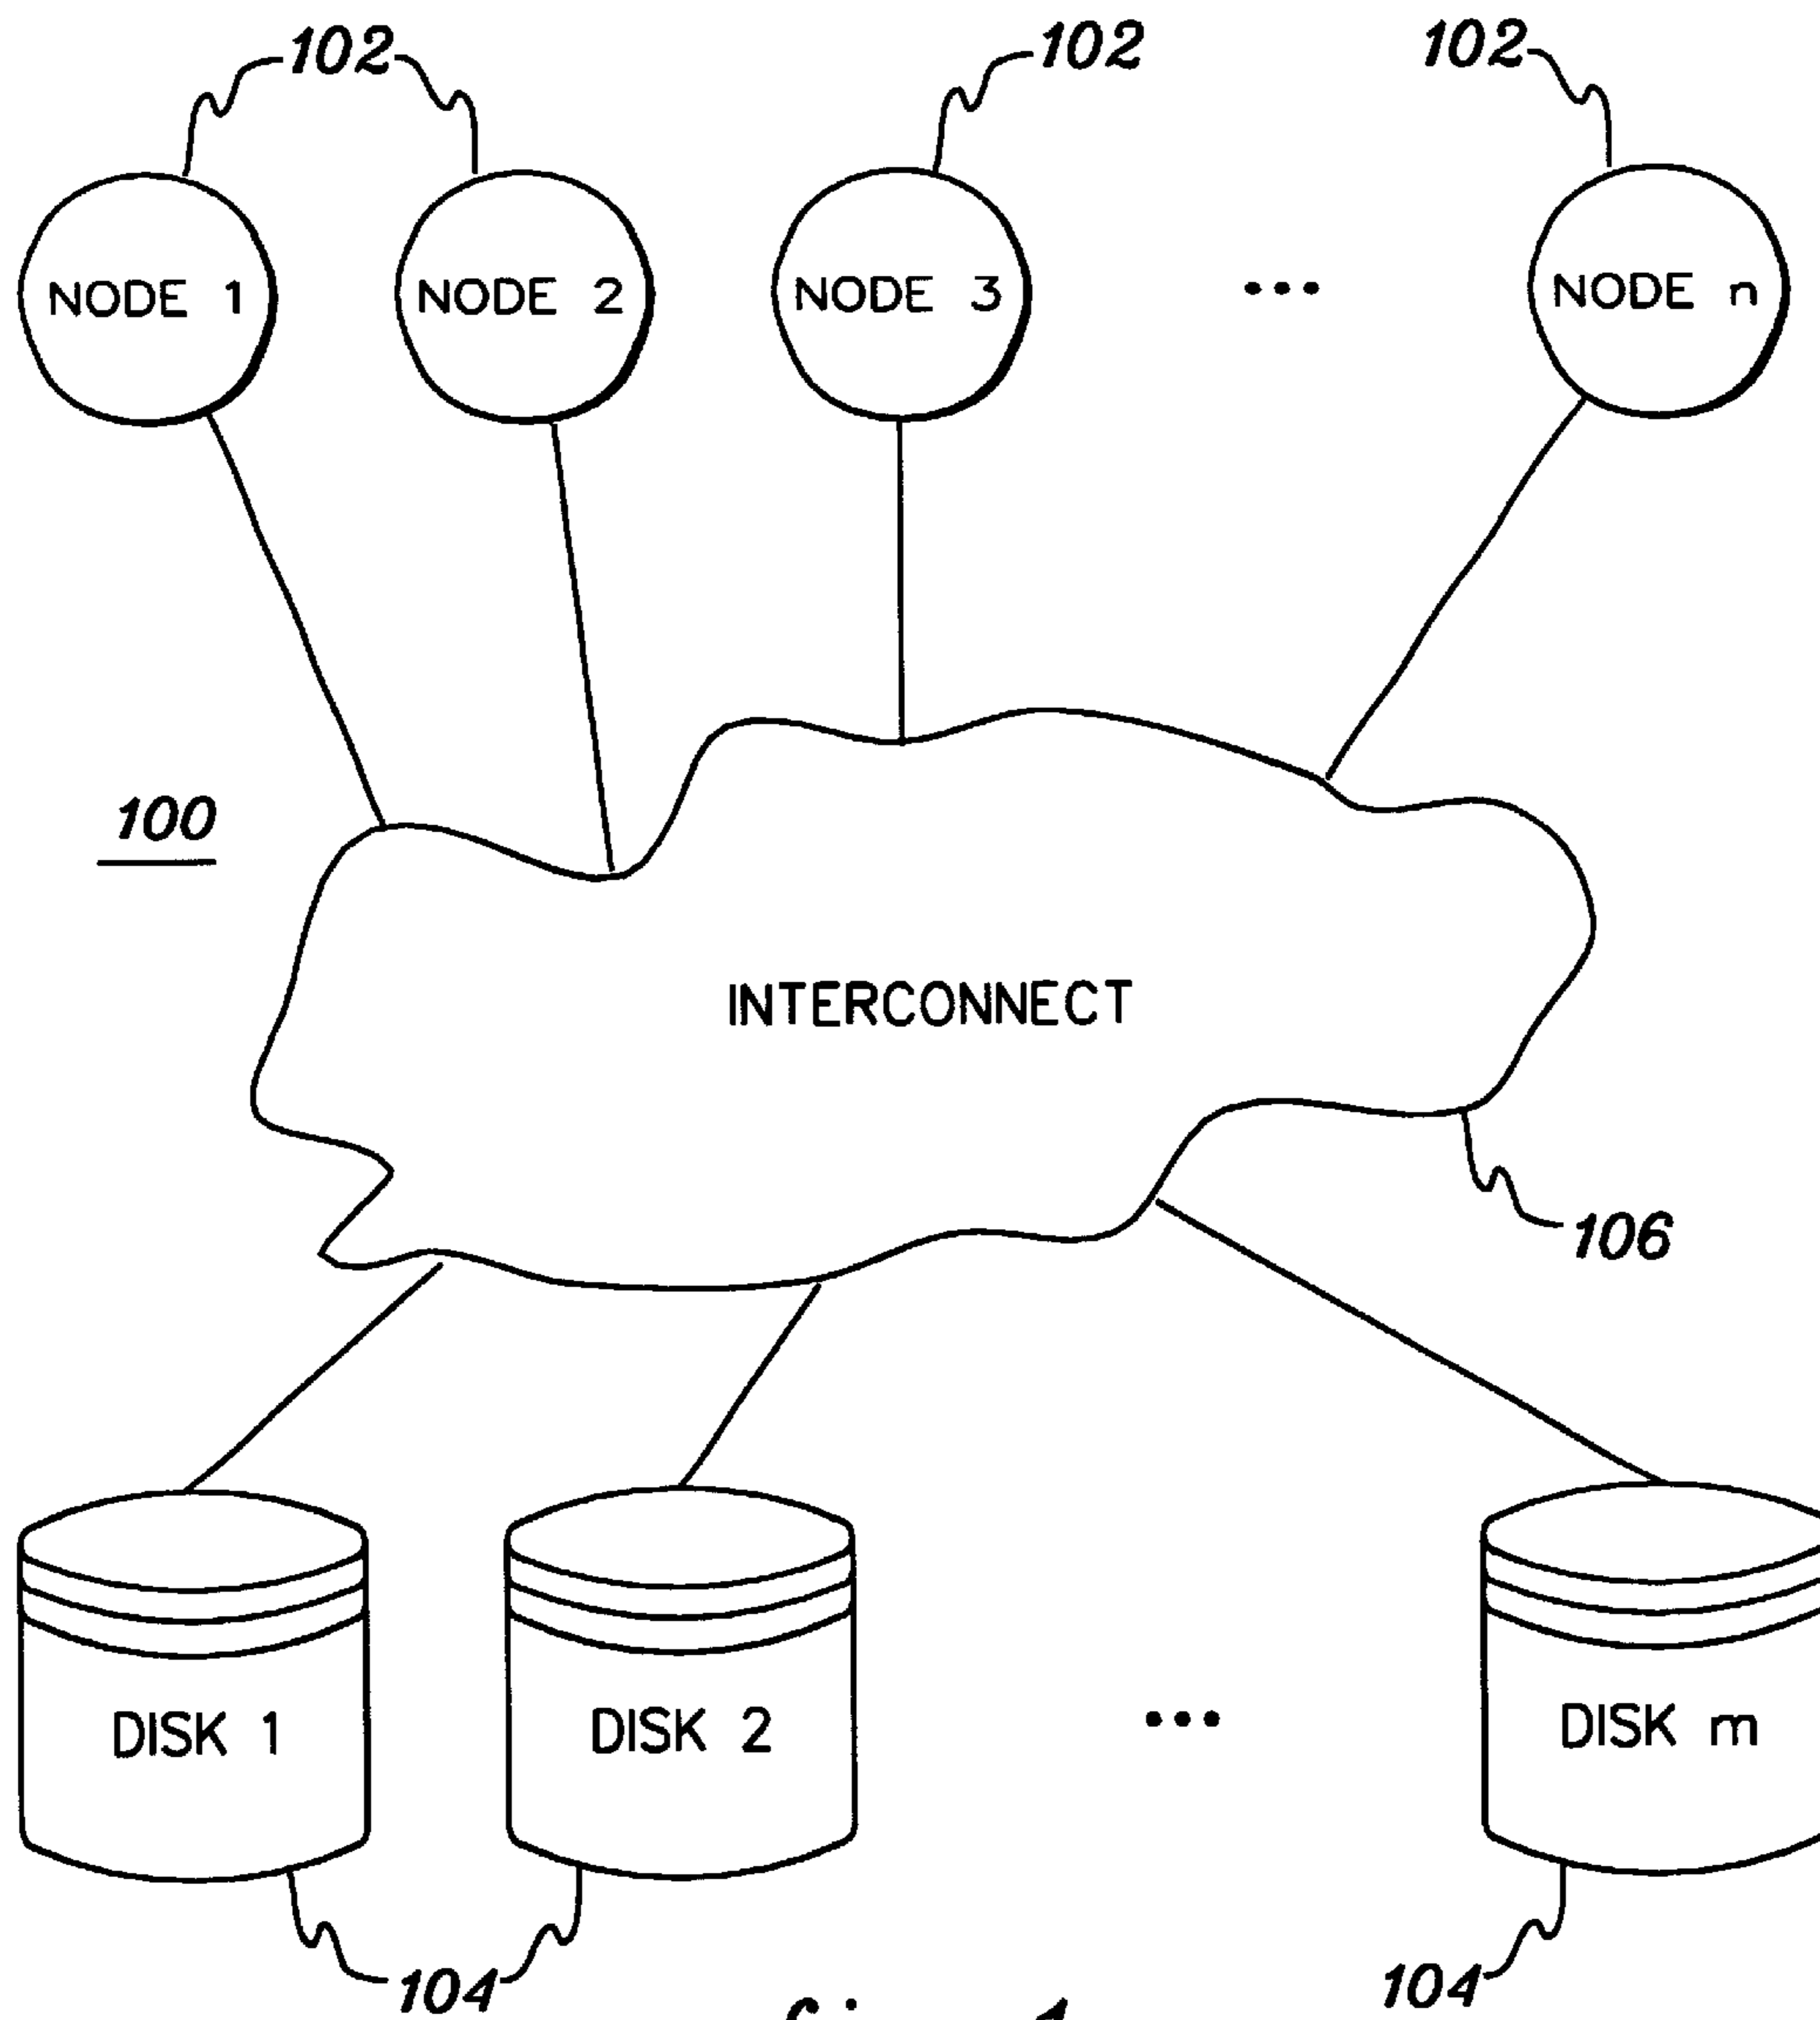 102
102
102
NODE 1
NODE 2
NODE 3
...
NODE n
100
INTERCONNECT
106
DISK 1
DISK 2
...
DISK m
104
104